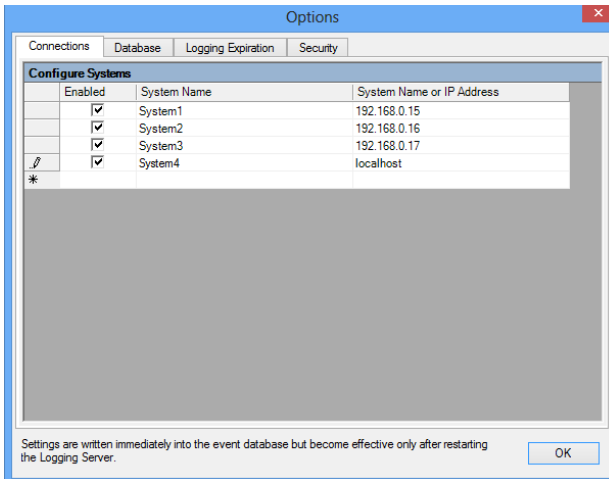 Options
Connections Database Logging Expiration Security
Configure Systems
Enabled System Name System Name or IP Address
System1 192.168.0.15
System2 192.168.0.16
System3 192.168.0.17
System4 localhost
Settings are written immediately into the event database but become effective only after restarting
the Logging Server.
OK